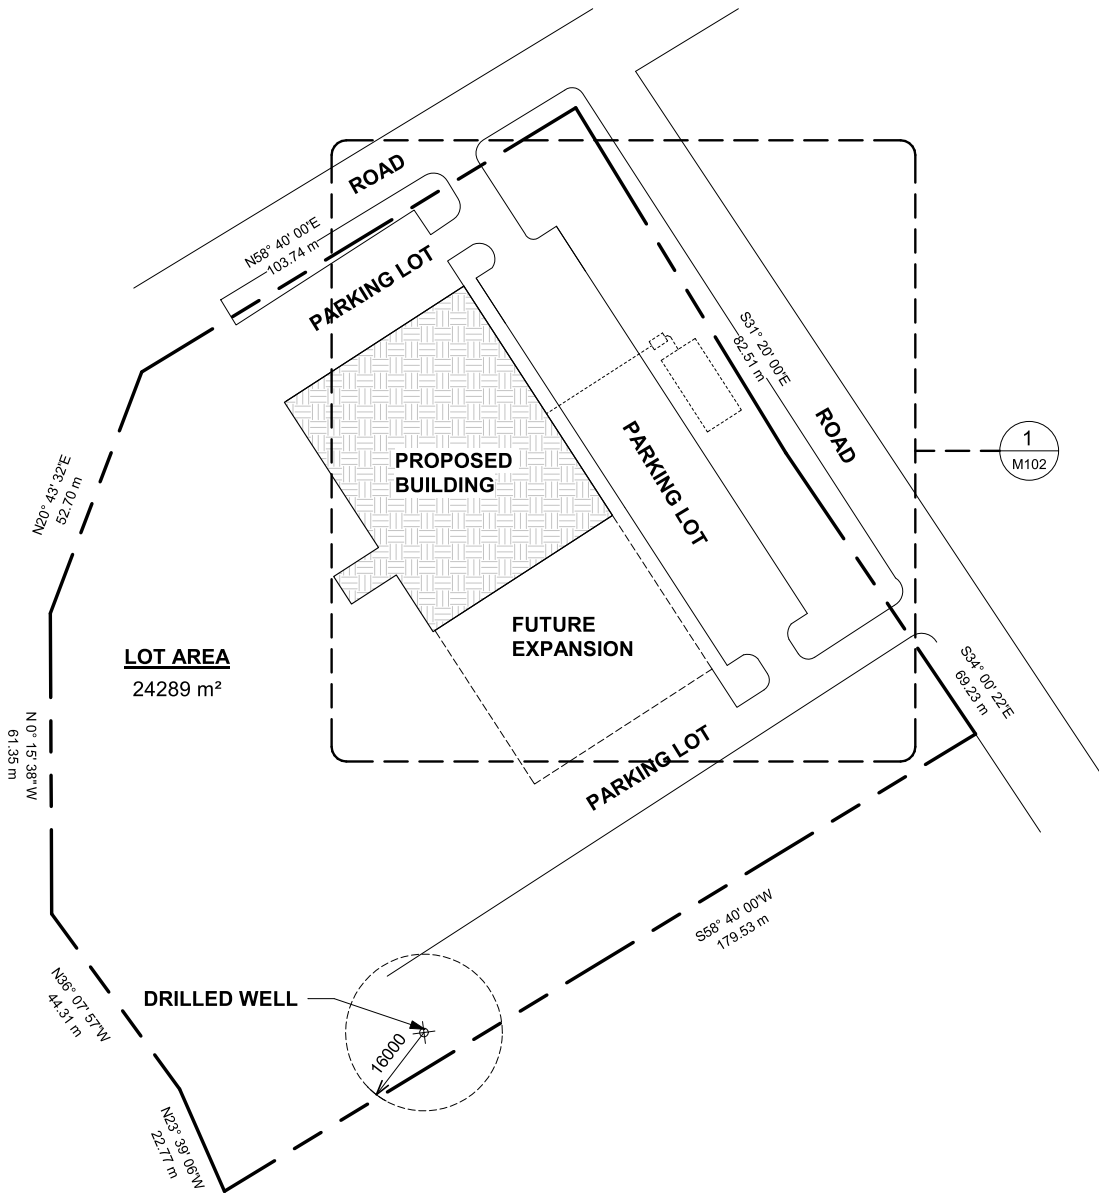 ROAD
N58° 40' 00"E
103.74 m
PARKING LOT
S31° 20' 00"E
82.51 m
ROAD
PARKING LOT
1
M102
PROPOSED
BUILDING
N20° 43' 32"E
52.70 m
FUTURE
EXPANSION
LOT AREA
24289 m²
S34° 00' 22"E
69.23 m
N 0° 15' 38"W
61.35 m
PARKING LOT
S58° 40' 00"W
179.53 m
N36° 07' 57"W
44.31 m
DRILLED WELL
16000
N23° 39' 06"W
22.77 m